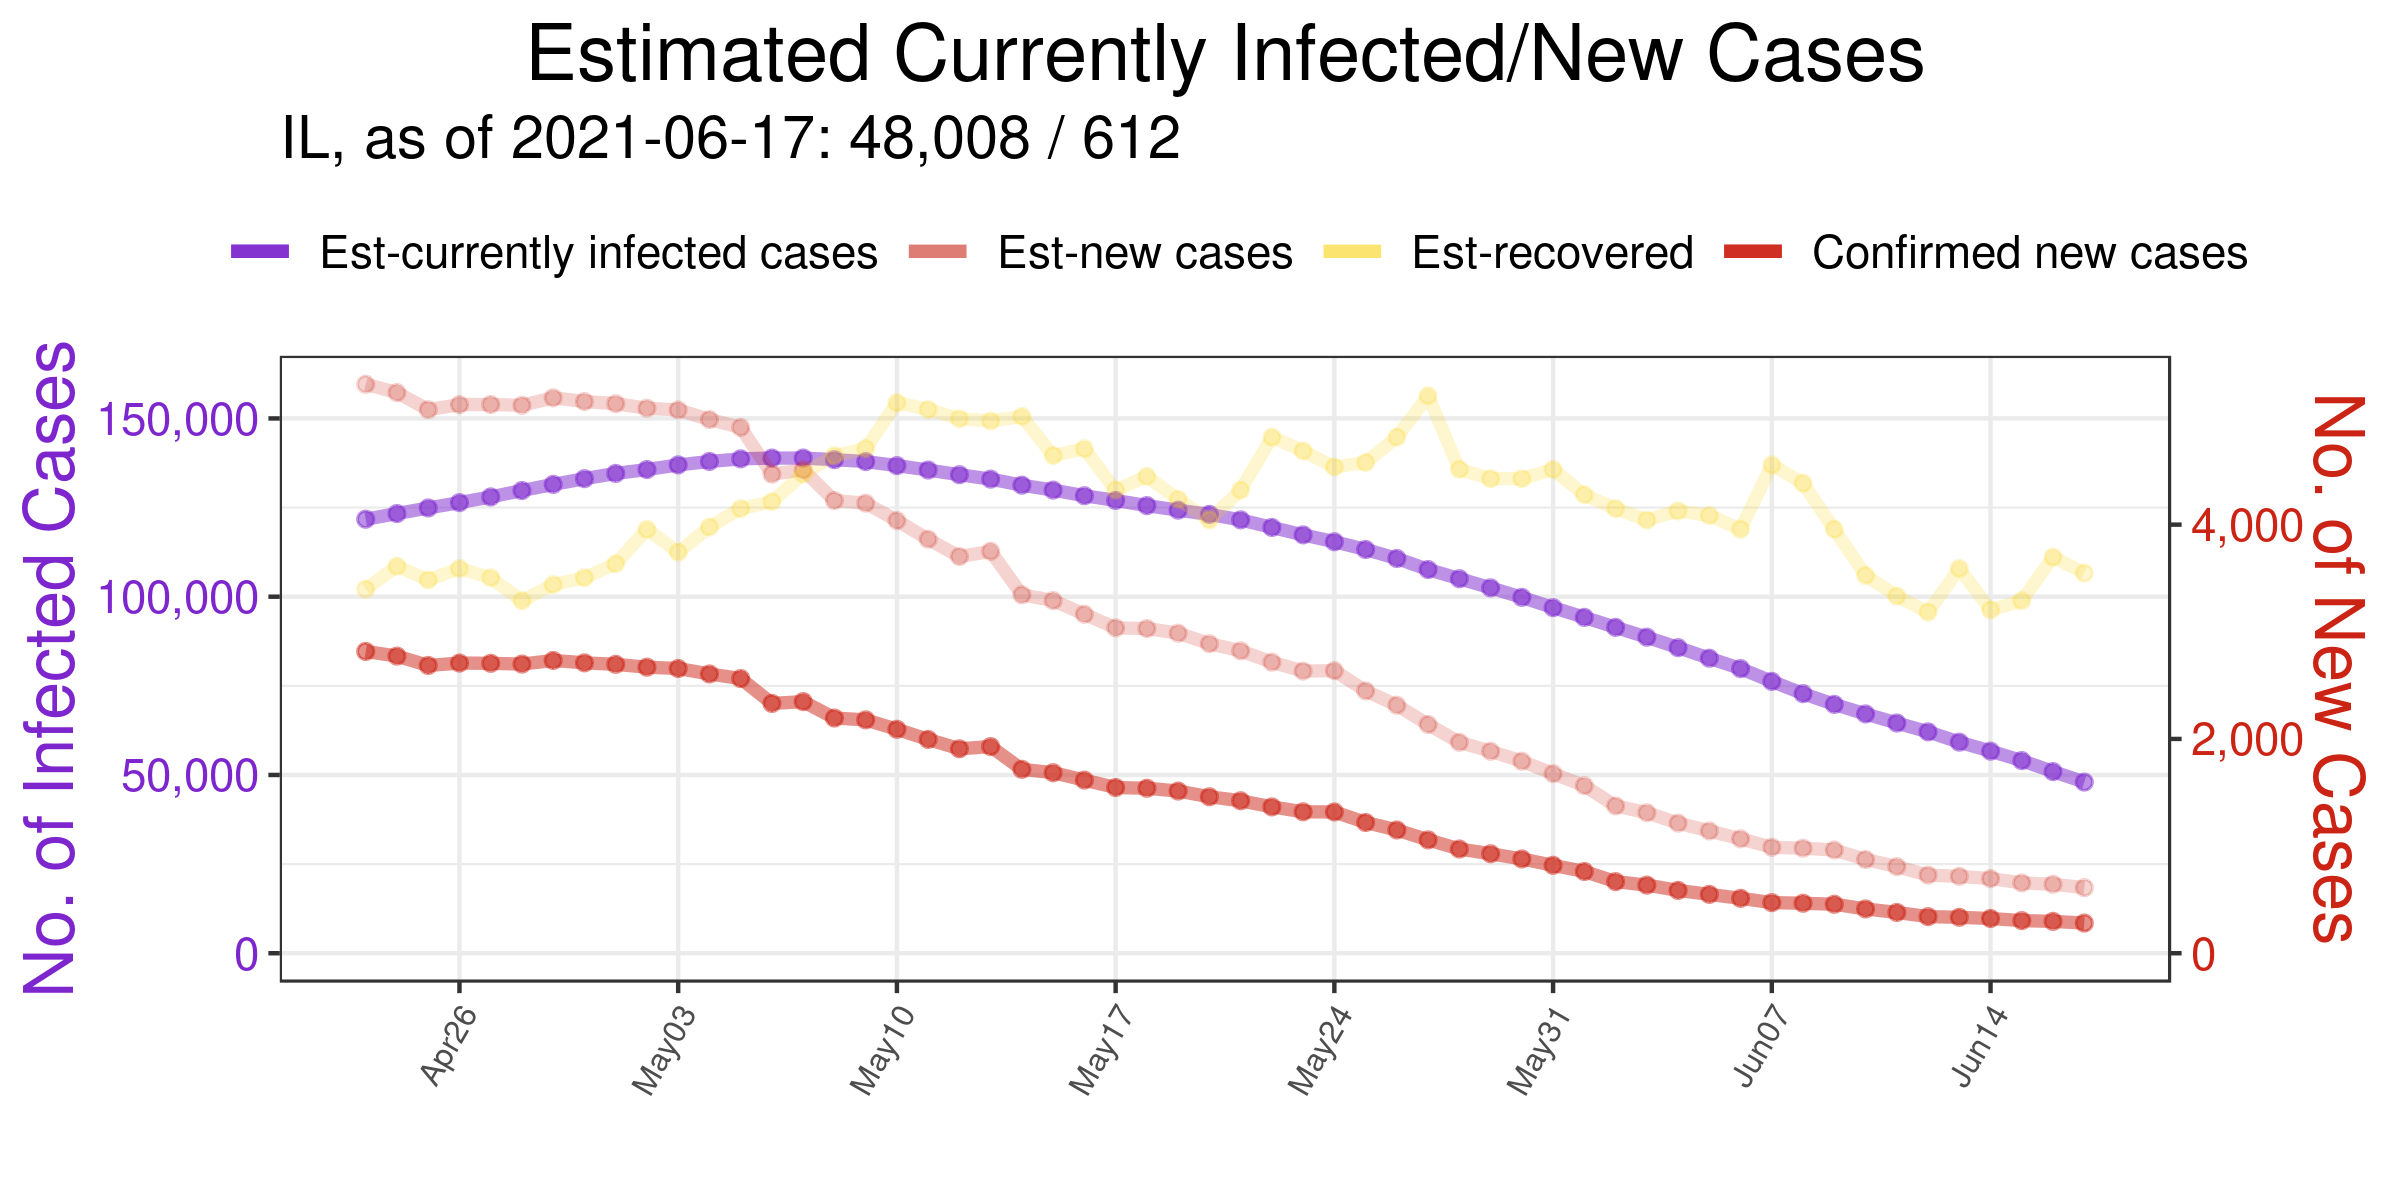 Estimated Currently Infected/New Cases
IL, as of 2021-06-17: 48,008 / 612
Est-currently infected cases Est-new cases Est-recovered Confirmed new cases
No. of Infected Cases
150,000
100,000
50,000
0
4,000
2,000
0
No. of New Cases
Apr26 May03 May10 May17 May24 May31 Jun07 Jun14